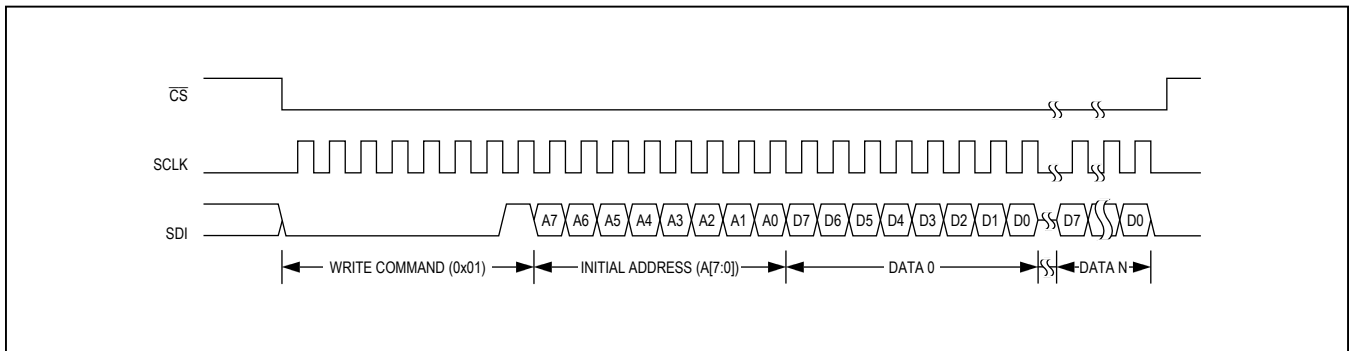 CS
SCLK
SDI
A7 A6 A5 A4 A3 A2 A1 A0 D7 D6 D5 D4 D3 D2 D1 D0 D7 D0
WRITE COMMAND (0x01) INITIAL ADDRESS (A[7:0]) DATA 0 DATA N